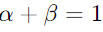 α + β = 1